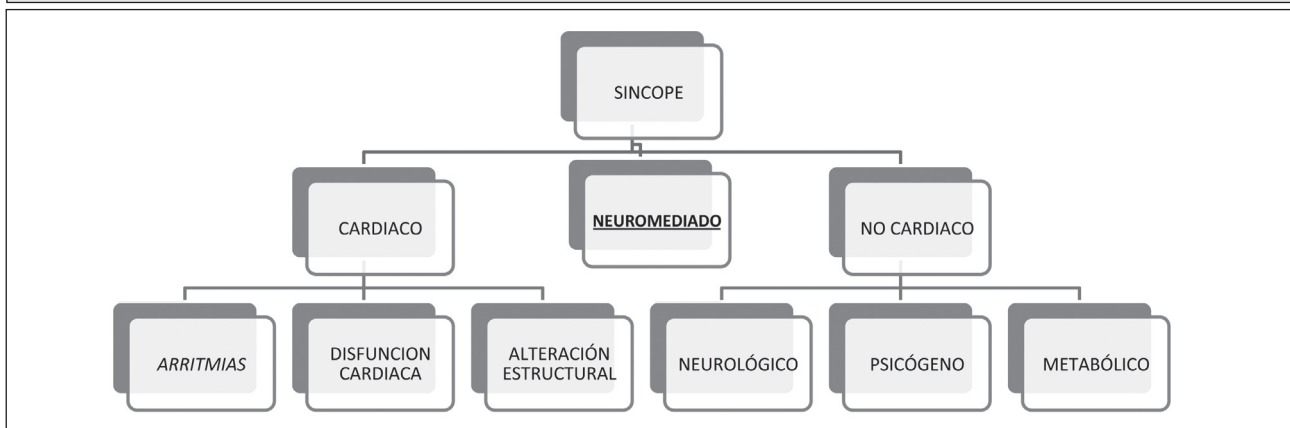 SINCOPE
CARDIACO
NEUROMEDIADO
NO CARDIACO
ARRITMIAS
DISFUNCION
CARDIACA
ALTERACIÓN
ESTRUCTURAL
NEUROLÓGICO
PSICÓGENO
METABÓLICO